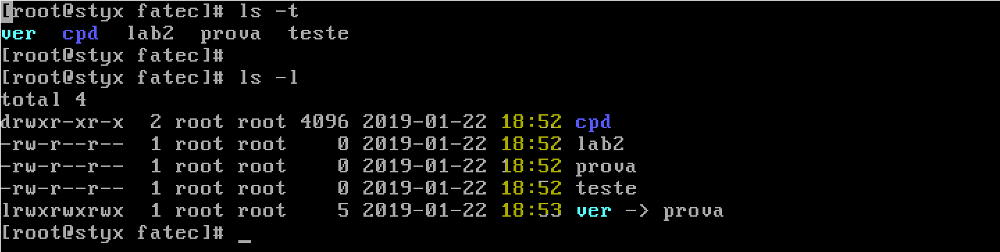 [root@styx fatec]# ls -t
ver  cpd  lab2  prova  teste
[root@styx fatec]#
[root@styx fatec]# ls -l
total 4
drwxr-xr-x  2 root root 4096 2019-01-22 18:52 cpd
-rw-r--r--  1 root root    0 2019-01-22 18:52 lab2
-rw-r--r--  1 root root    0 2019-01-22 18:52 prova
-rw-r--r--  1 root root    0 2019-01-22 18:52 teste
lrwxrwxrwx  1 root root    5 2019-01-22 18:53 ver -> prova
[root@styx fatec]# _